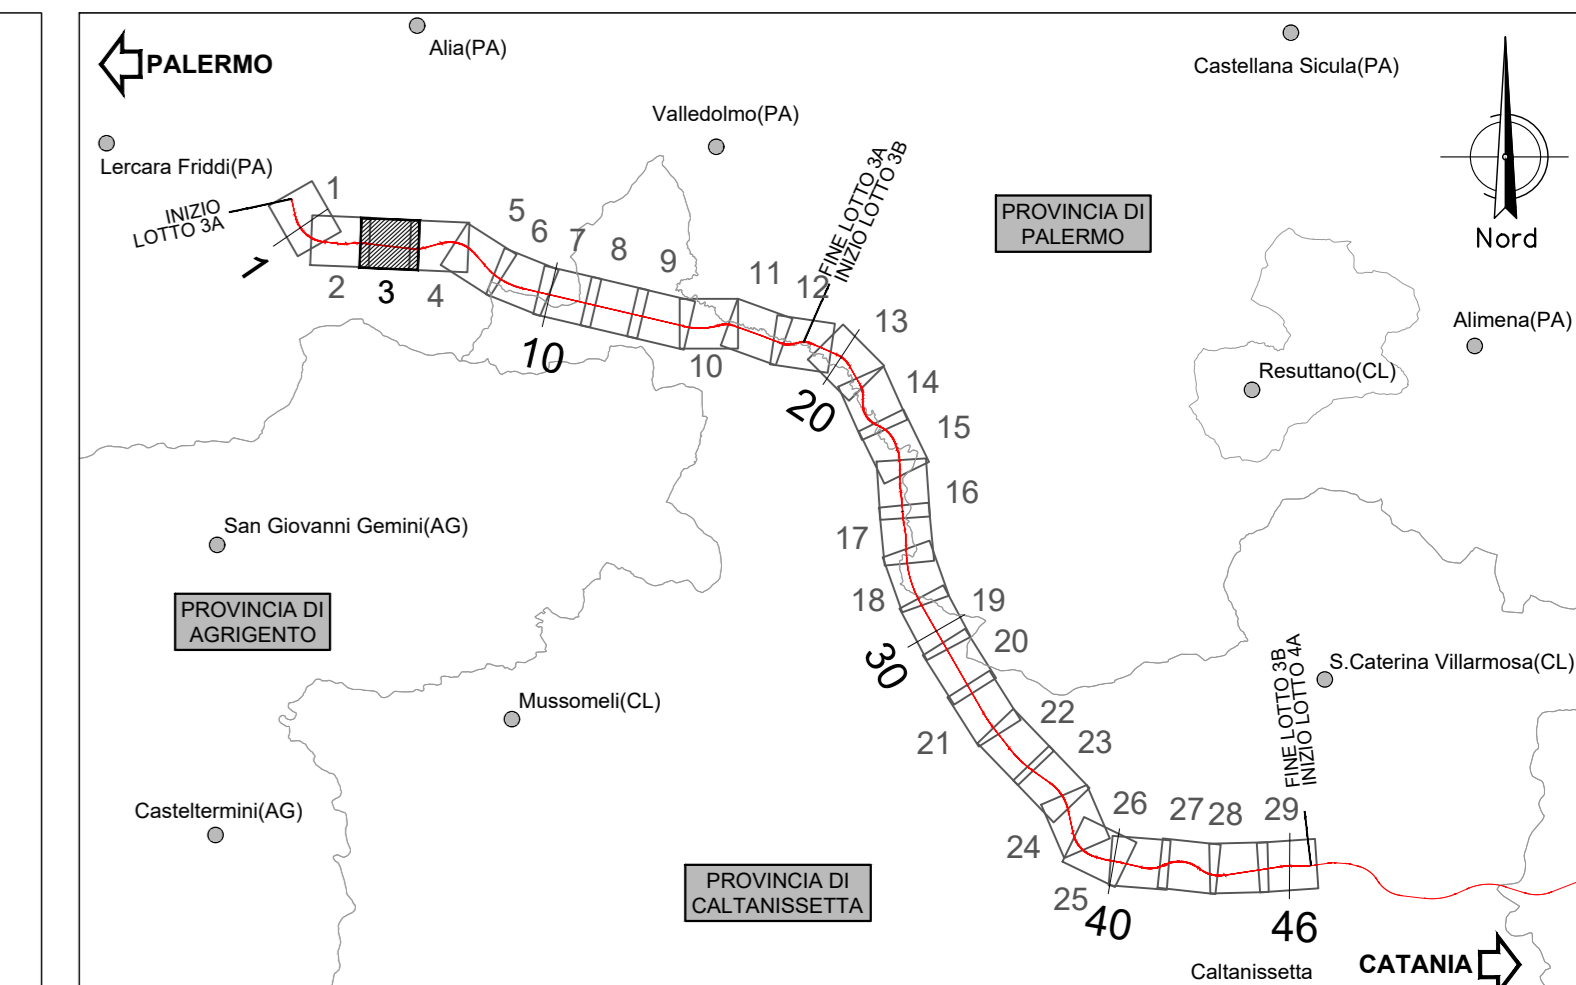 Alia(PA)
PALERMO
Castellana Sicula(PA)
Valledolmo(PA)
Lercara Friddi(PA)
FINE LOTTO 3A
INIZIO LOTTO 3B
INIZIO
LOTTO 3A
PROVINCIA DI
PALERMO
Nord
1
1
2
3
4
5
6
7
8
9
10
10
11
12
13
14
15
16
17
18
19
20
20
21
22
23
24
25
26
27
28
29
30
40
46
Alimena(PA)
Resuttano(CL)
San Giovanni Gemini(AG)
PROVINCIA DI
AGRIGENTO
Mussomeli(CL)
S.Caterina Villarmosa(CL)
FINE LOTTO 3B
INIZIO LOTTO 4A
Casteltermini(AG)
PROVINCIA DI
CALTANISSETTA
Caltanissetta
CATANIA